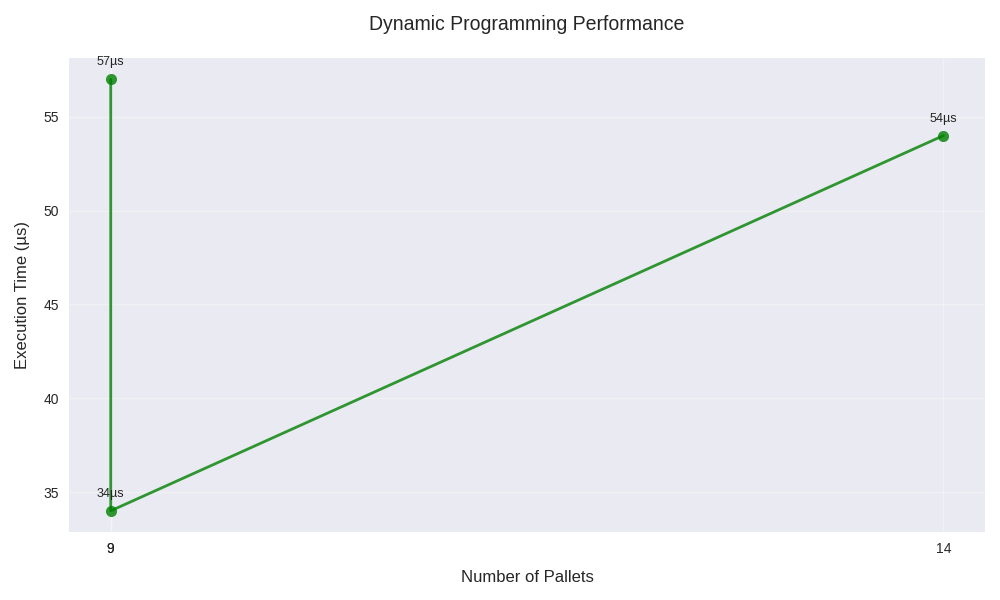 Dynamic Programming Performance
57µs
54µs
55
50
45
40
35
34µs
Execution Time (µs)
9
14
Number of Pallets